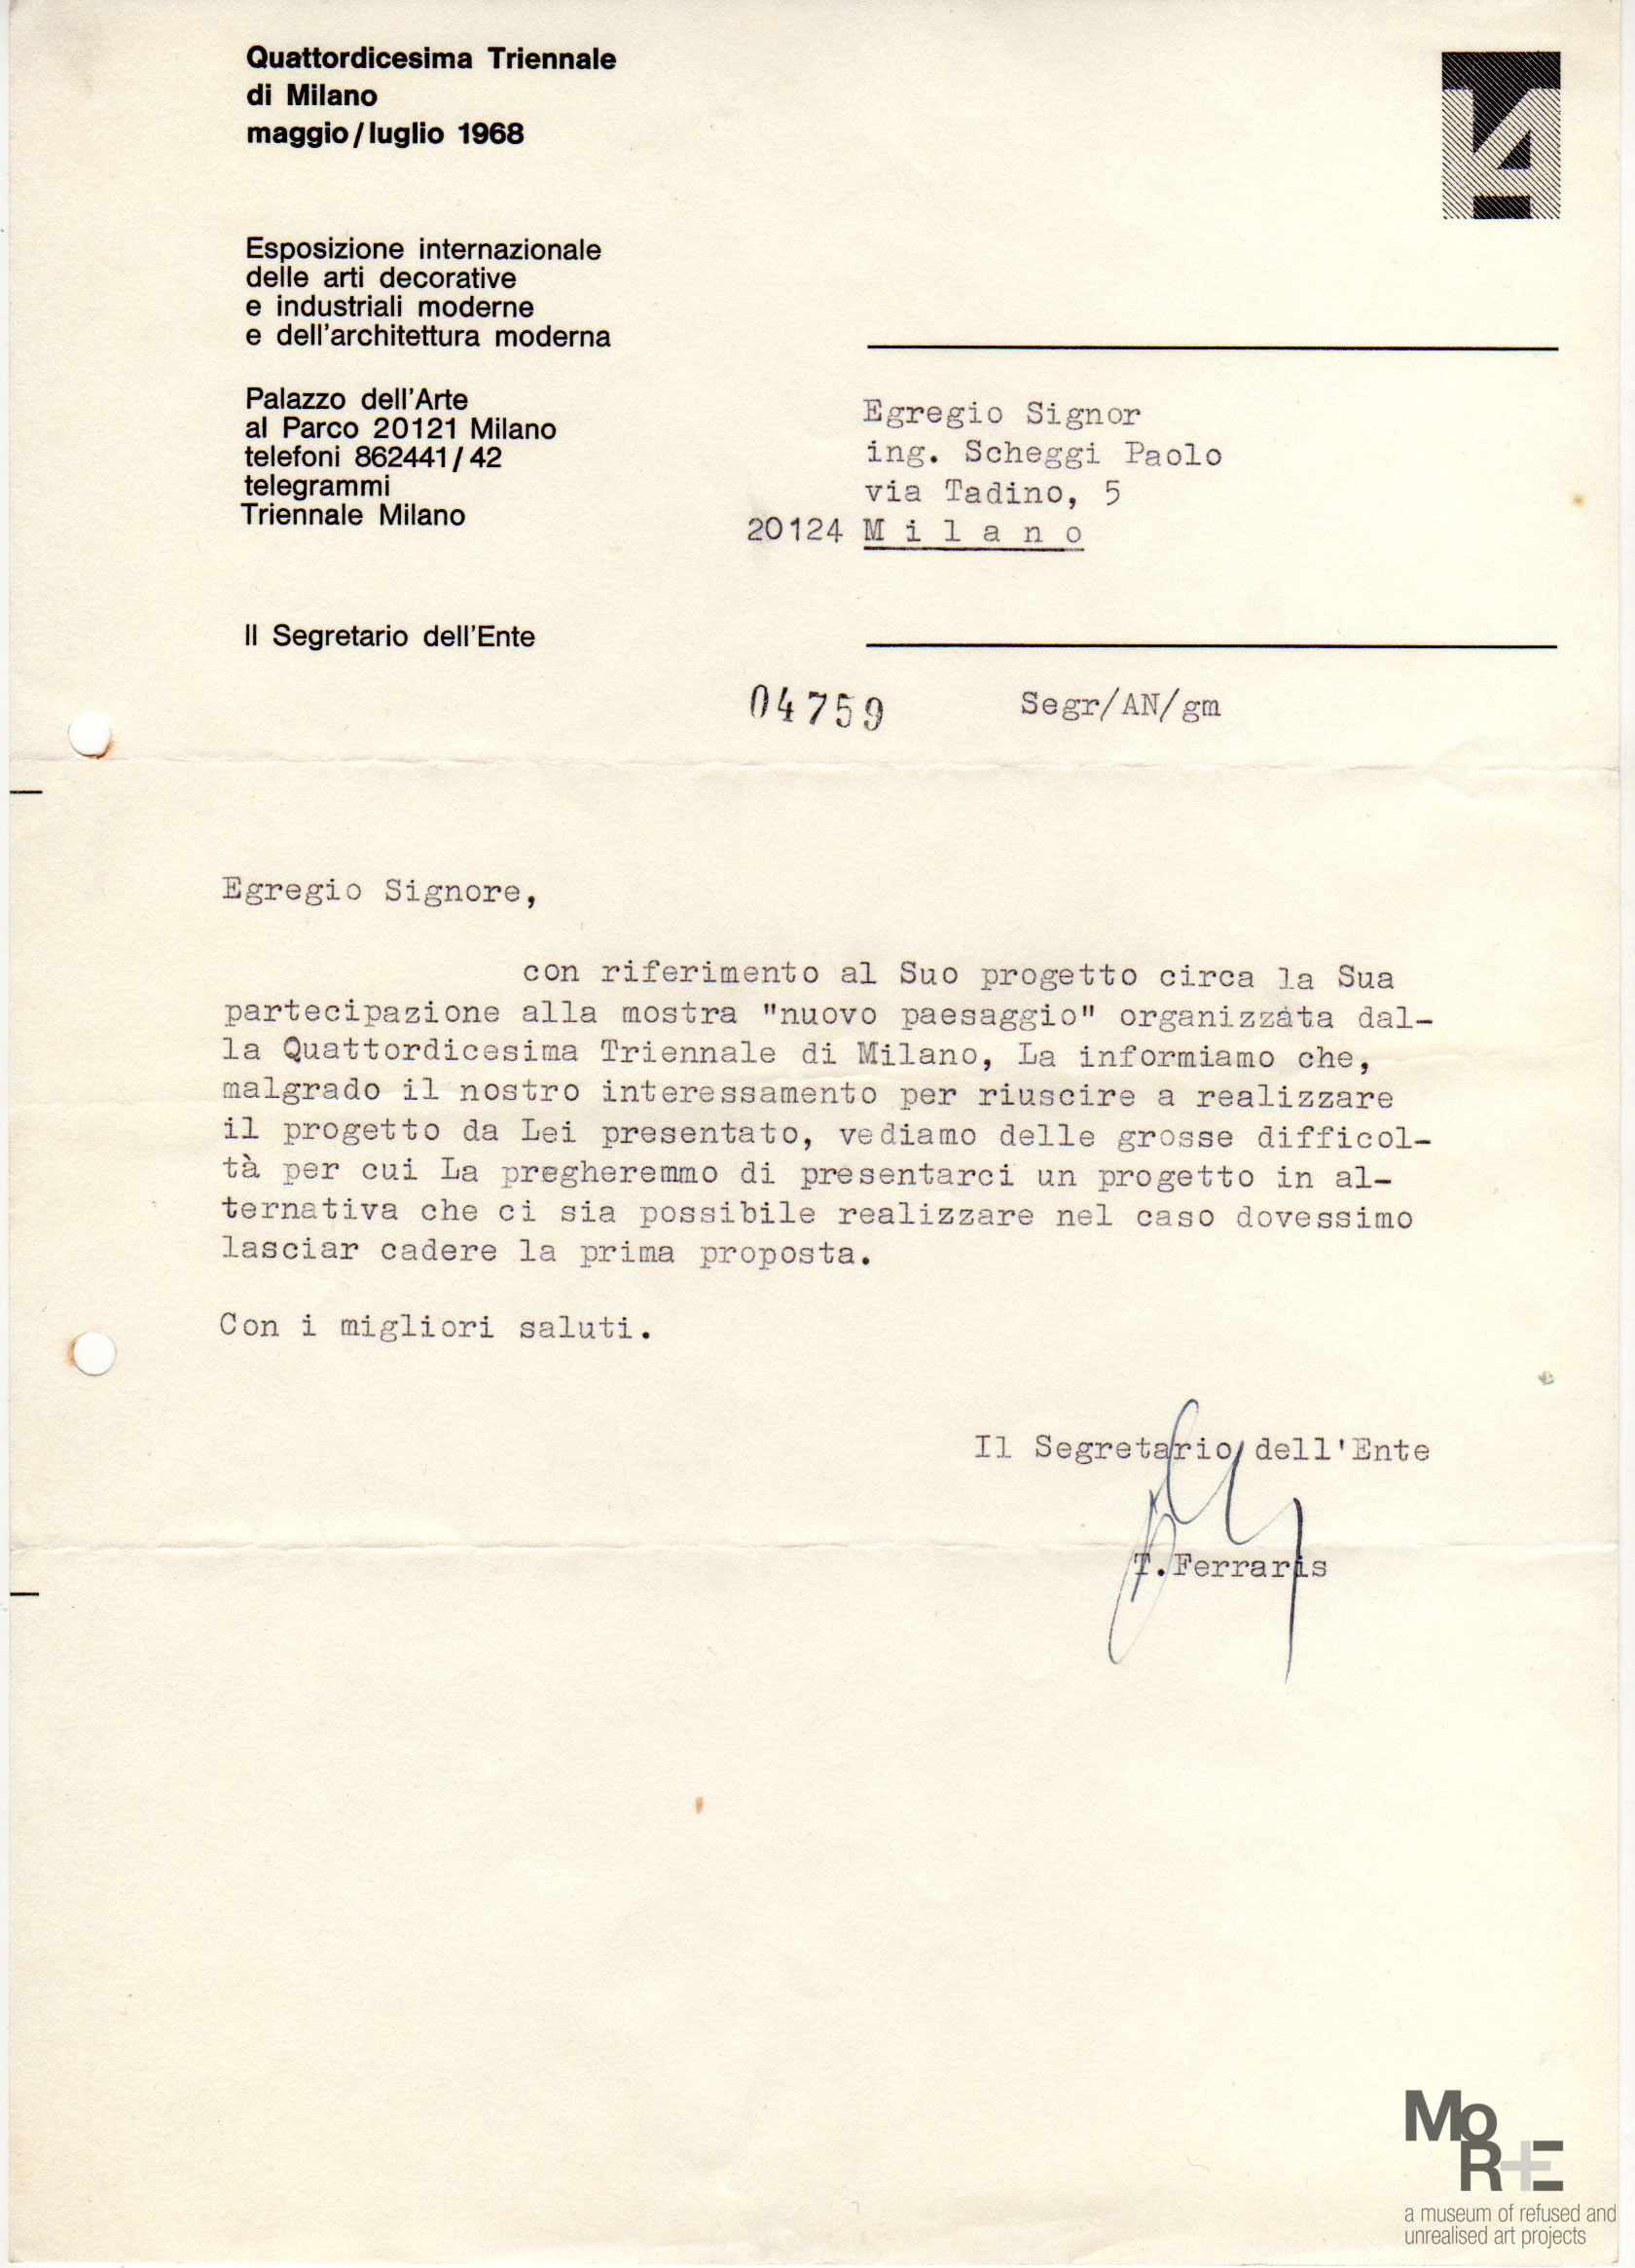 Quattordicesima Triennale
di Milano
maggio/luglio 1968
14
Esposizione internazionale
delle arti decorative
e industriali moderne
e dell'architettura moderna
Palazzo dell'Arte
al Parco 20121 Milano
telefoni 862441/42
telegrammi
Triennale Milano
Egregio Signor
ing. Scheggi Paolo
via Tadino, 5
20124 M i l a n o
Il Segretario dell'Ente
04759 Segr/AN/gm
Egregio Signore,
con riferimento al Suo progetto circa la Sua
partecipazione alla mostra "nuovo paesaggio" organizzata dal-
la Quattordicesima Triennale di Milano, La informiamo che,
malgrado il nostro interessamento per riuscire a realizzare
il progetto da Lei presentato, vediamo delle grosse difficol-
tà per cui La pregheremmo di presentarci un progetto in al-
ternativa che ci sia possibile realizzare nel caso dovessimo
lasciar cadere la prima proposta.
Con i migliori saluti.
Il Segretario dell'Ente
T.Ferraris
Mo
R+E
a museum of refused and
unrealised art projects